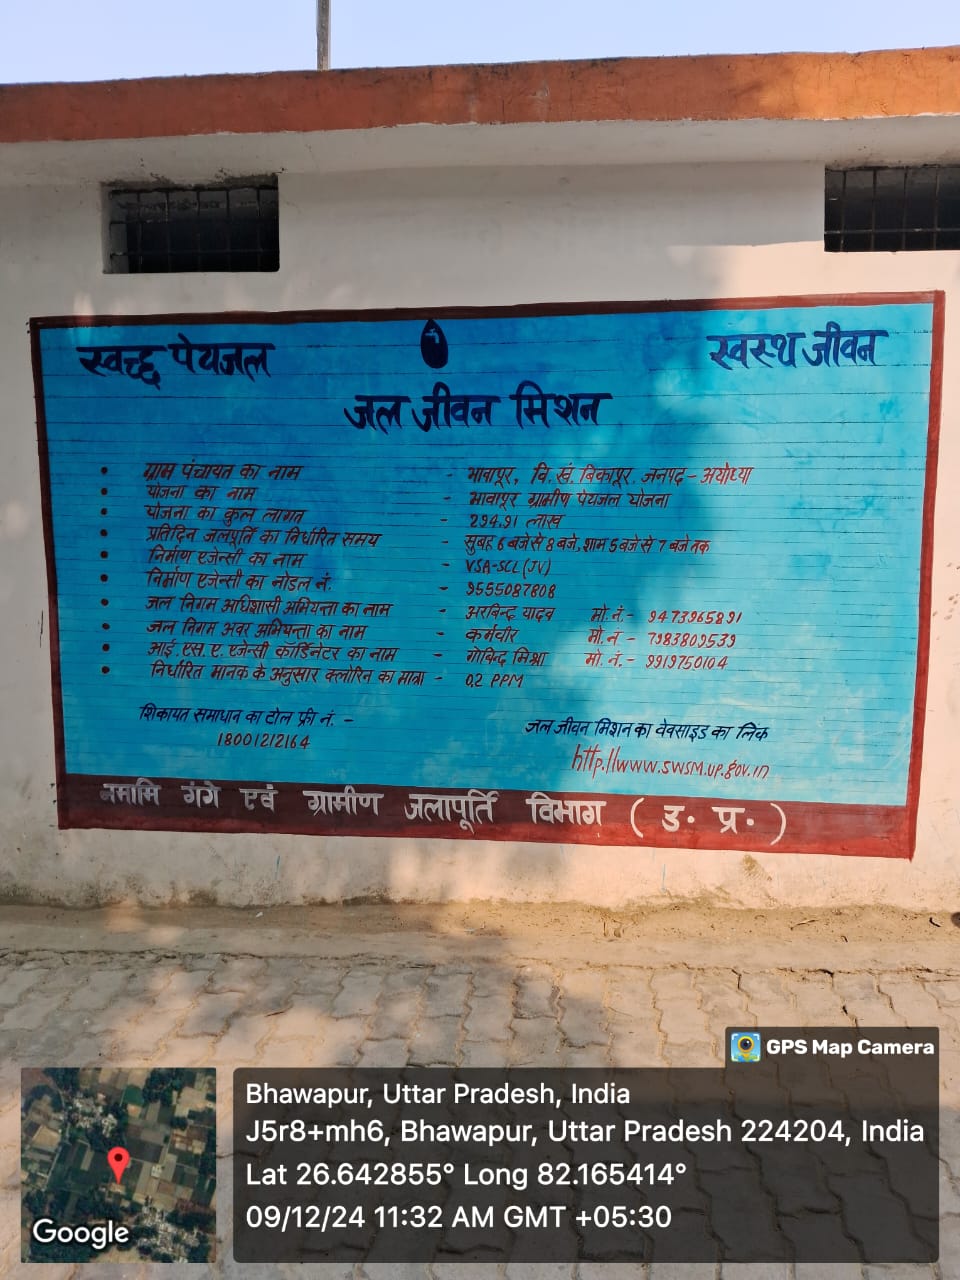 स्वच्छ पेयजल
स्वस्थ जीवन
जल जीवन मिशन
• ग्राम पंचायत का नाम - भावापूर, वि. खं. बिकापूर, जनपद - अयोध्या
• योजना का नाम - भावापूर ग्रामीण पेयजल योजना
• योजना का कुल लागत - 294.91 लाख
• प्रतिदिन जलपूर्ति का निर्धारित समय - सुबह 6 बजे से 8 बजे, शाम 5 बजे से 7 बजे तक
• निर्माण एजेन्सी का नाम - VSA-SCL (JV)
• निर्माण एजेन्सी का नोडल नं. - 9555087808
• जल निगम अधिशासी अभियन्ता का नाम - अरबिन्द यादव मो. नं. - 9473965891
• जल निगम अवर अभियन्ता का नाम - कर्मवीर मो. न - 7983809539
• आई. एस. ए. एजेन्सी कॉर्डिनेटर का नाम - गोविन्द मिश्रा मो. नं. - 9919750104
• निर्धारित मानक के अनुसार क्लोरिन का मात्रा - 0.2 PPM
शिकायत समाधान का टोल फ्री नं. -
18001212164
जल जीवन मिशन का वेवसाइड का लिंक
http.//www.swsm.up.gov.in
नमामि गंगे एवं ग्रामीण जलापूर्ति विभाग ( उ. प्र. )
GPS Map Camera
Bhawapur, Uttar Pradesh, India
J5r8+mh6, Bhawapur, Uttar Pradesh 224204, India
Lat 26.642855° Long 82.165414°
09/12/24 11:32 AM GMT +05:30
Google